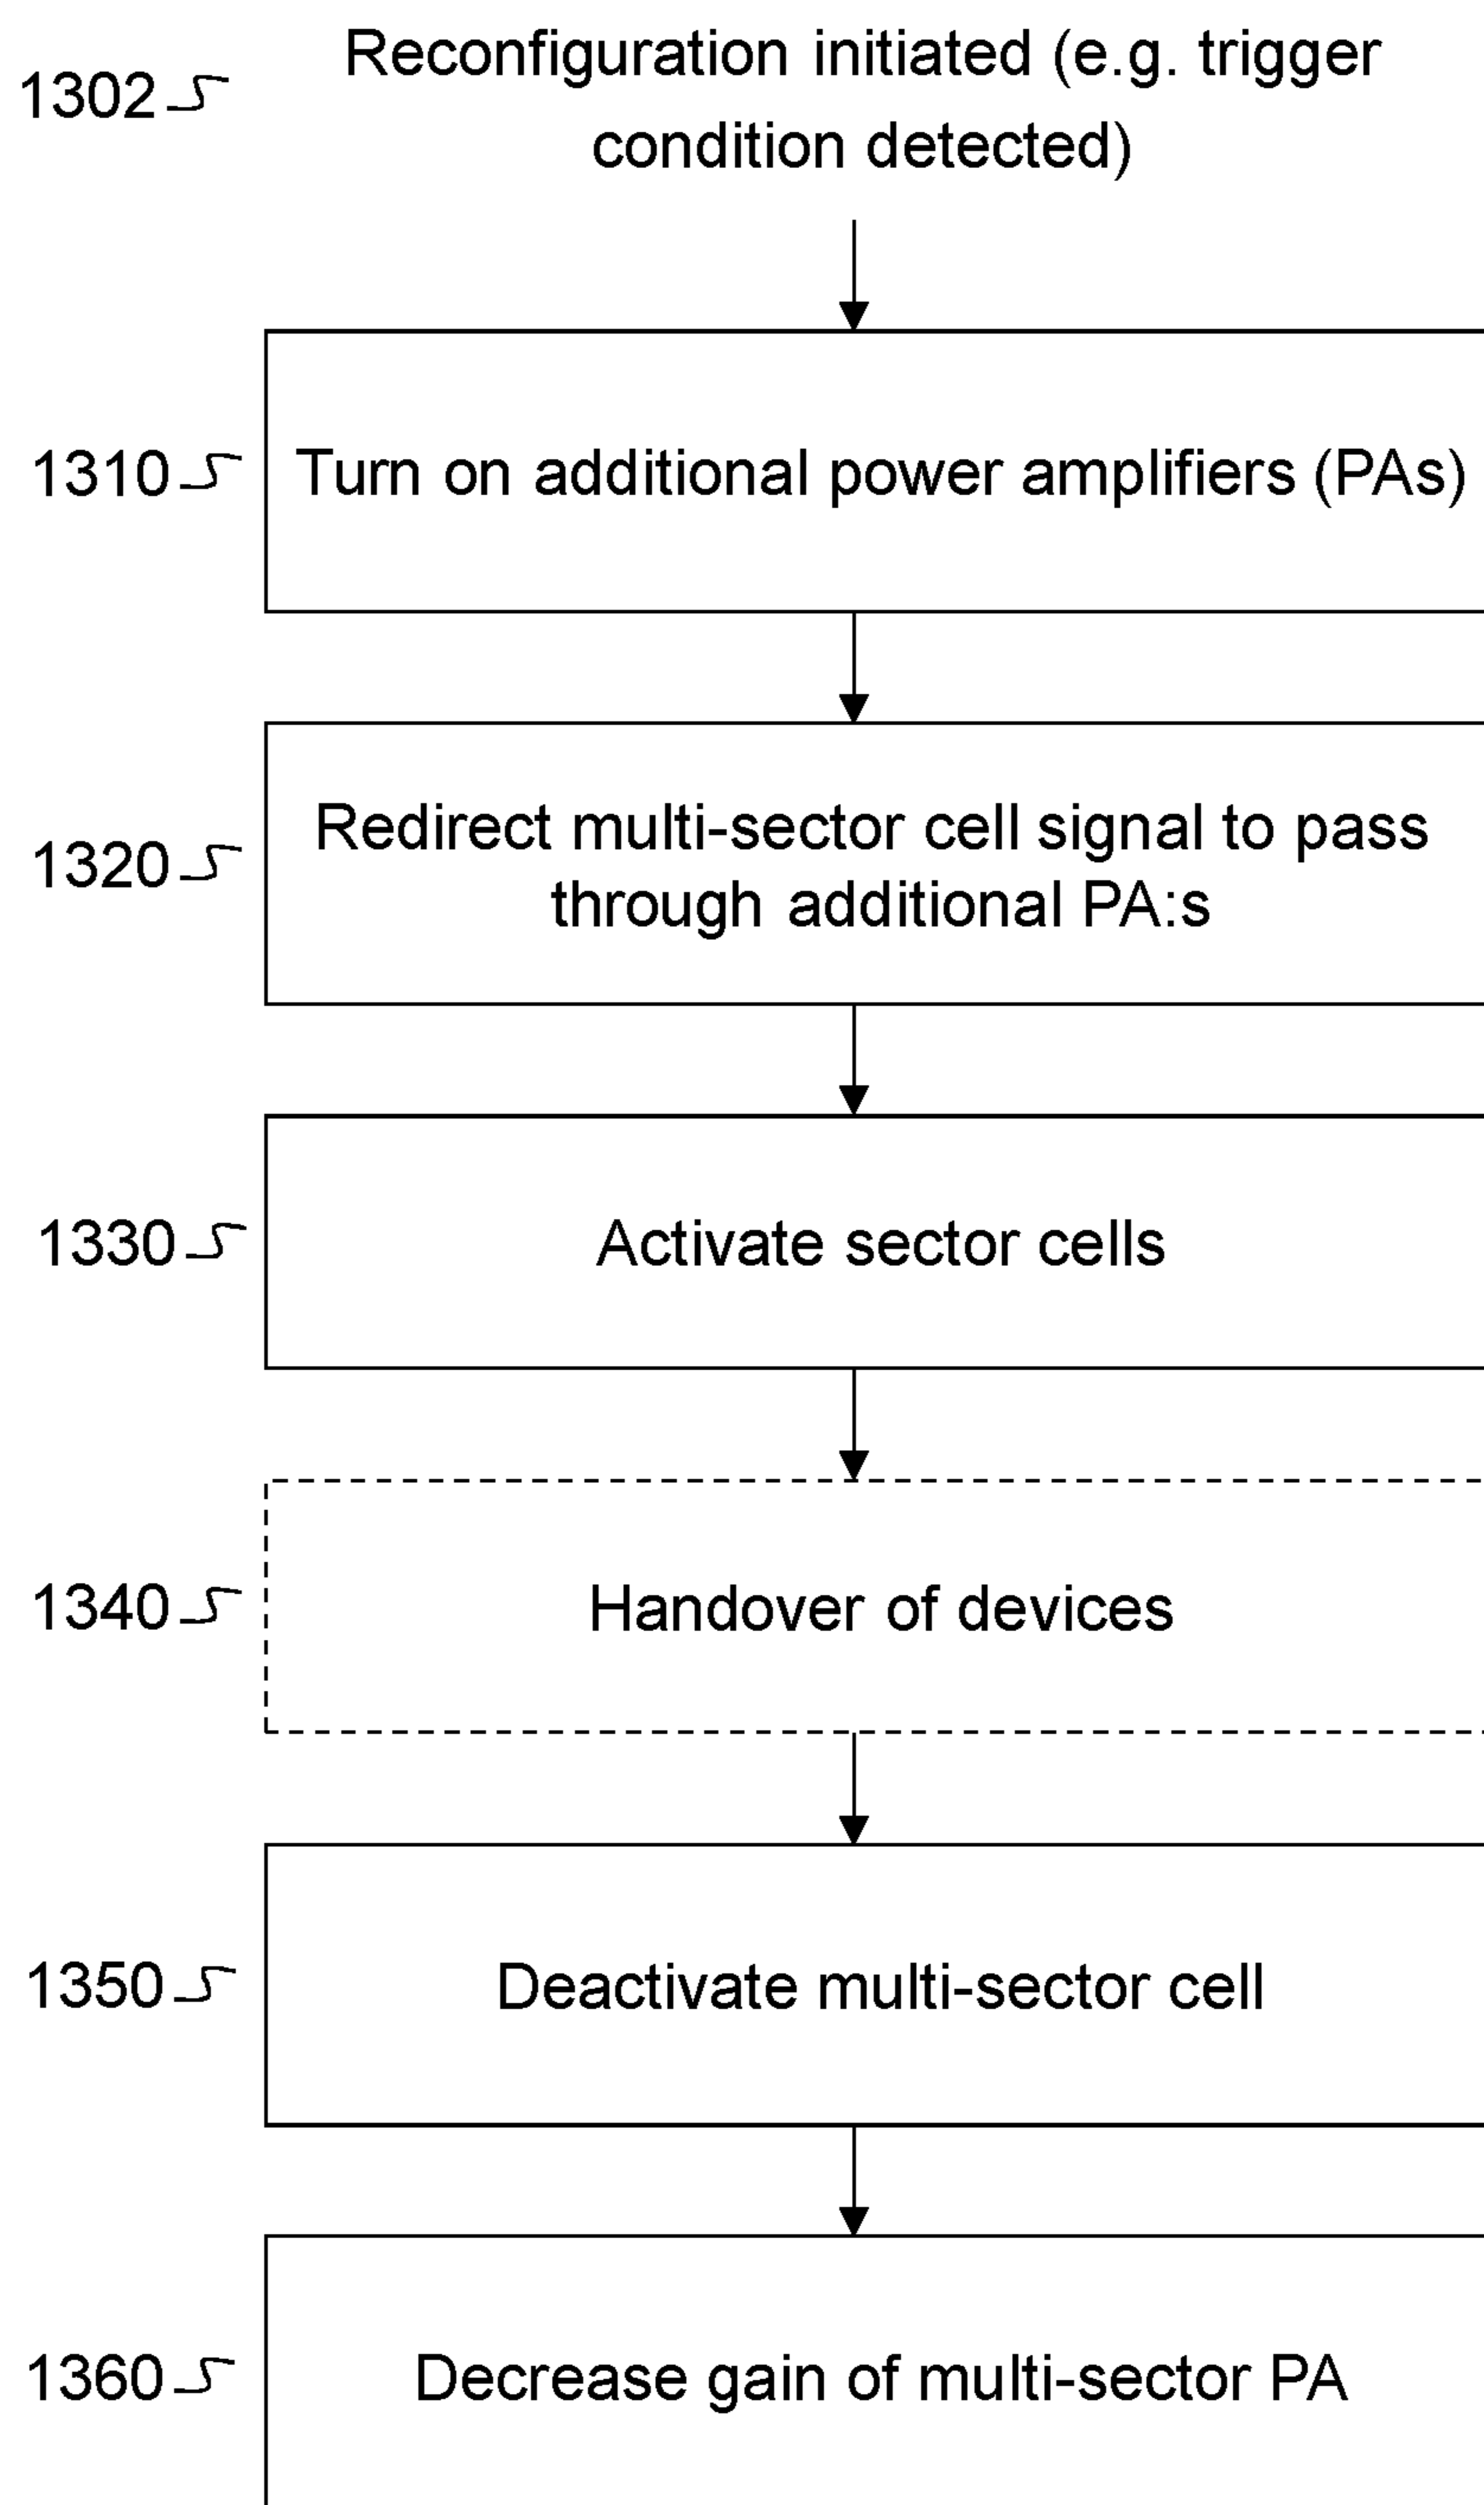 Reconfiguration initiated (e.g. trigger
condition detected)
1302
1310
Turn on additional power amplifiers (PAs)
1320
Redirect multi-sector cell signal to pass
through additional PA:s
1330
Activate sector cells
1340
Handover of devices
1350
Deactivate multi-sector cell
1360
Decrease gain of multi-sector PA